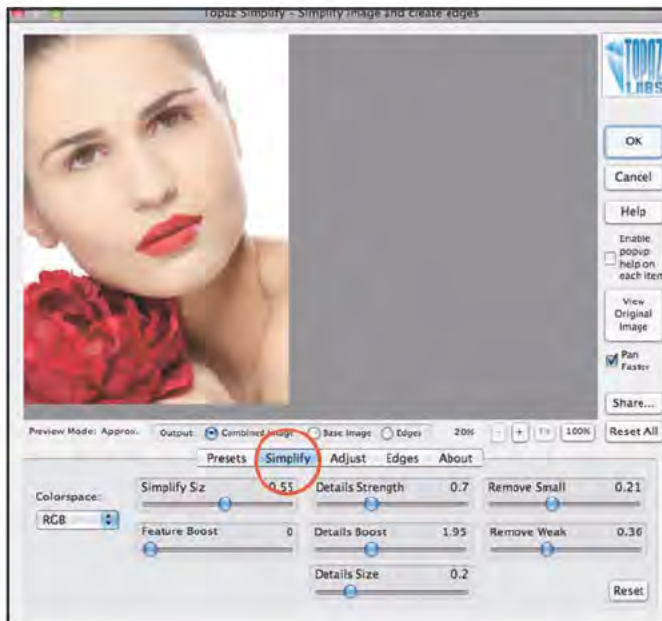 Topaz Simplify - Simplify image and create edges
TOPAZ
LABS
OK
Cancel
Help
Enable
popup
help on
each item
View
Original
Image
Pan
Faster
Share...
Preview Mode: Approx.
Output:
Combined Image
Base Image
Edges
20%
-
+
Fit
100%
Reset All
Presets
Simplify
Adjust
Edges
About
Colorspace:
RGB
Simplify Siz 0.55
Details Strength 0.7
Remove Small 0.21
Feature Boost 0
Details Boost 1.95
Remove Weak 0.36
Details Size 0.2
Reset